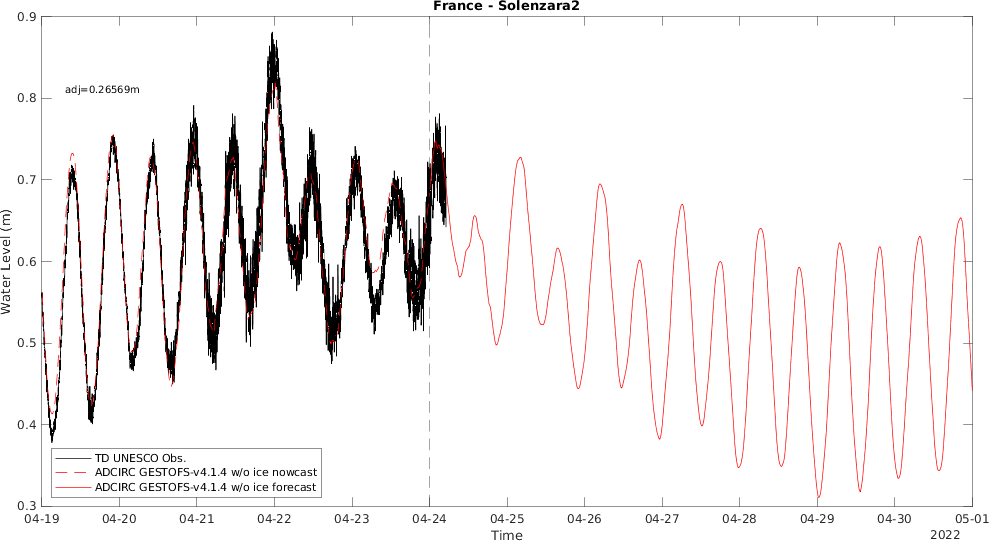 France - Solenzara2
0.9
0.8
0.7
0.6
0.5
0.4
0.3
Water Level (m)
adj=0.26569m
TD UNESCO Obs.
ADCIRC GESTOFS-v4.1.4 w/o ice nowcast
ADCIRC GESTOFS-v4.1.4 w/o ice forecast
04-19 04-20 04-21 04-22 04-23 04-24 04-25 04-26 04-27 04-28 04-29 04-30 05-01
Time
2022